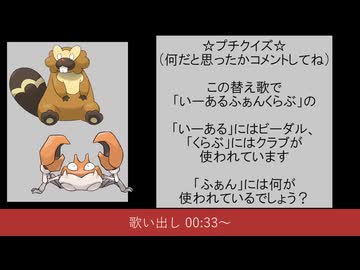 ☆プチクイズ☆
（何だと思ったかコメントしてね）
この替え歌で
「いーあるふぁんくらぶ」の
「いーある」にはビーダル、
「くらぶ」にはクラブが
使われています
「ふぁん」には何が
使われているでしょう？
歌い出し 00:33～